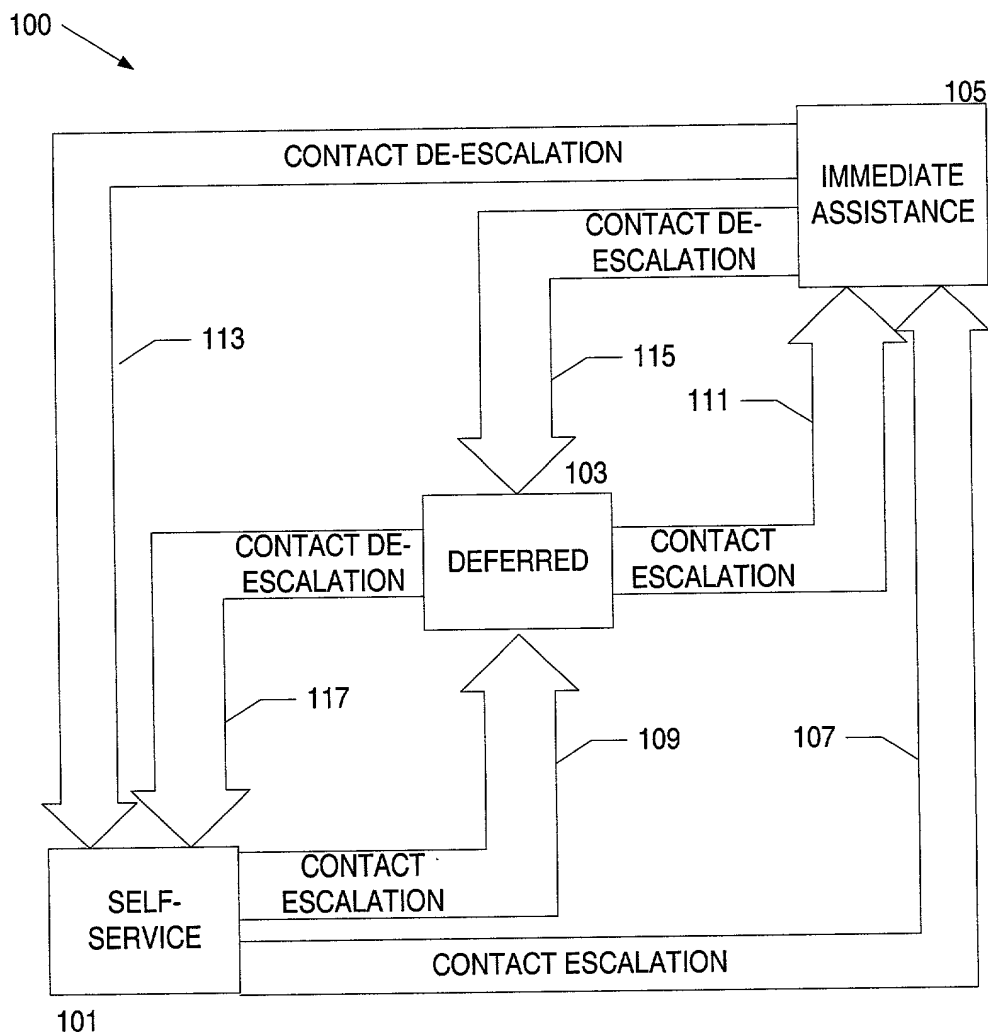 100
105
CONTACT DE-ESCALATION
IMMEDIATE
ASSISTANCE
CONTACT DE-
ESCALATION
113
115
111
103
CONTACT DE-
ESCALATION
DEFERRED
CONTACT
ESCALATION
117
109
107
CONTACT
ESCALATION
SELF-
SERVICE
CONTACT ESCALATION
101